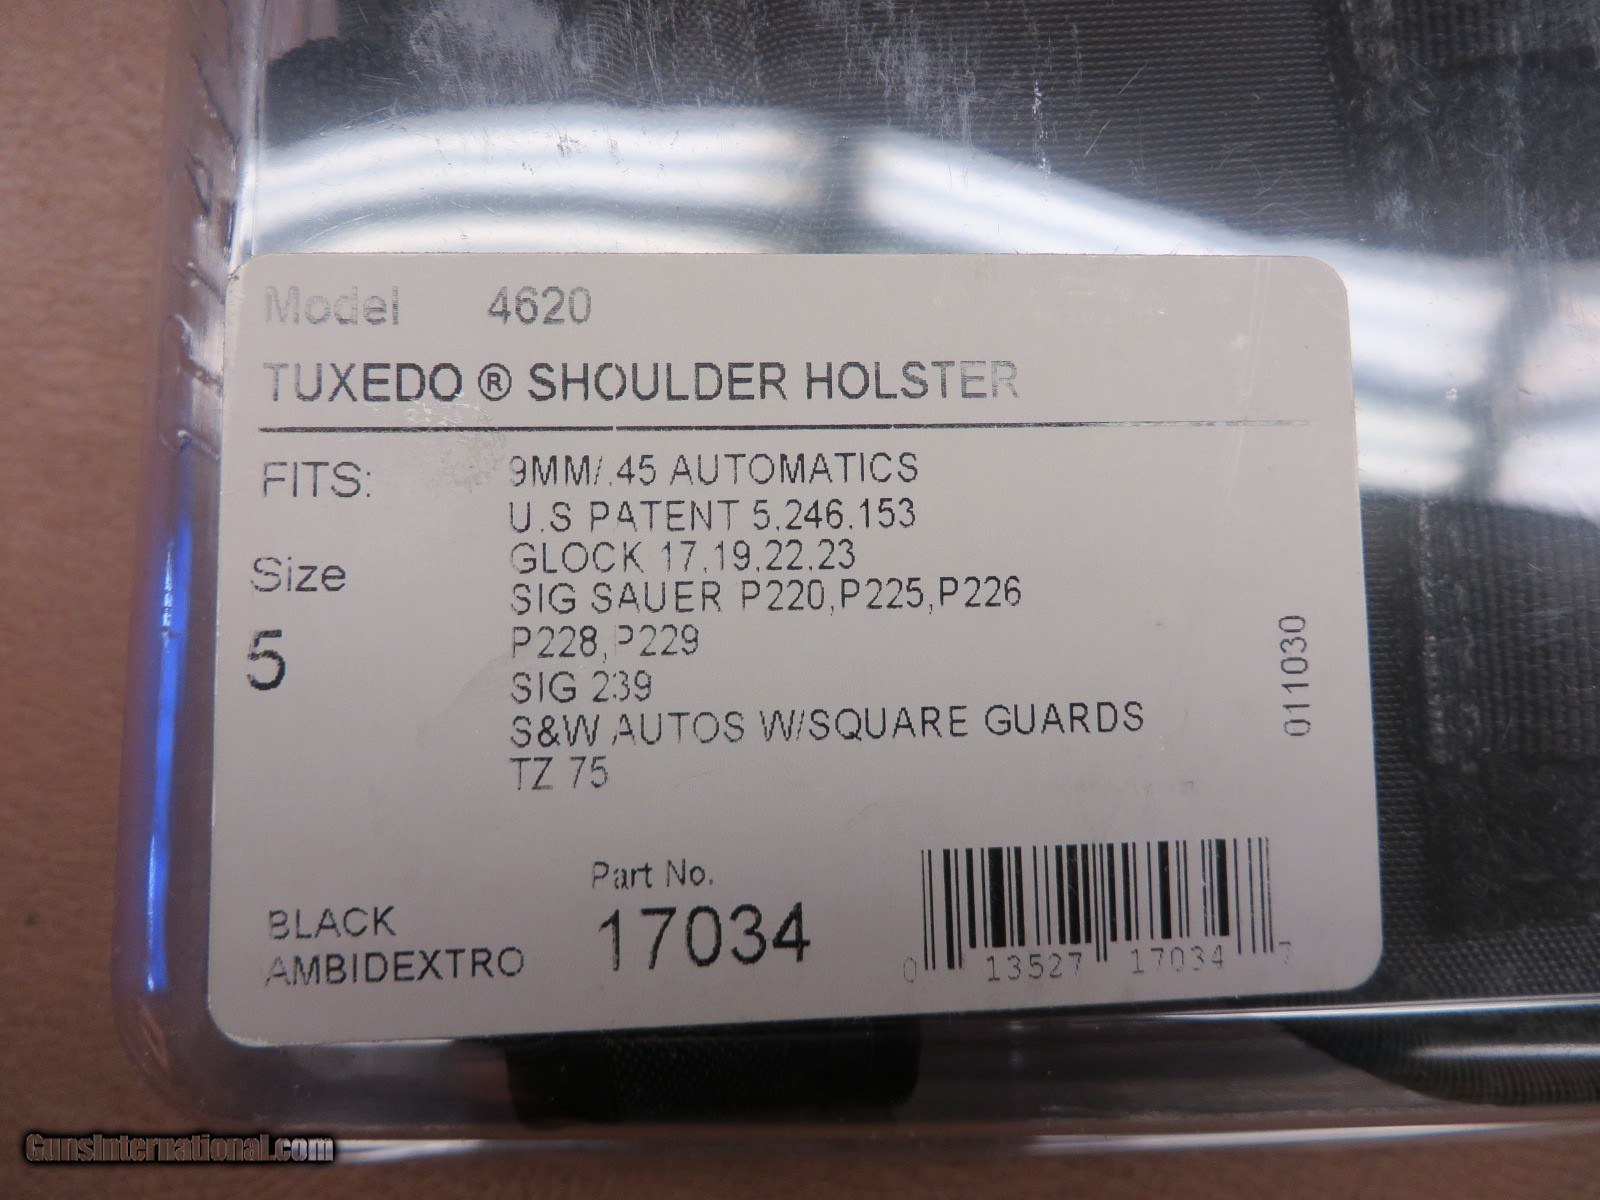 Model 4620
TUXEDO ® SHOULDER HOLSTER
FITS: 9MM/.45 AUTOMATICS
U.S PATENT 5.246.153
GLOCK 17,19,22,23
Size SIG SAUER P220,P225,P226
5 P228,P229
SIG 239
S&W AUTOS W/SQUARE GUARDS
TZ 75
011030
Part No.
17034
BLACK
AMBIDEXTRO
0 13527 17034 7
GunsInternational.com